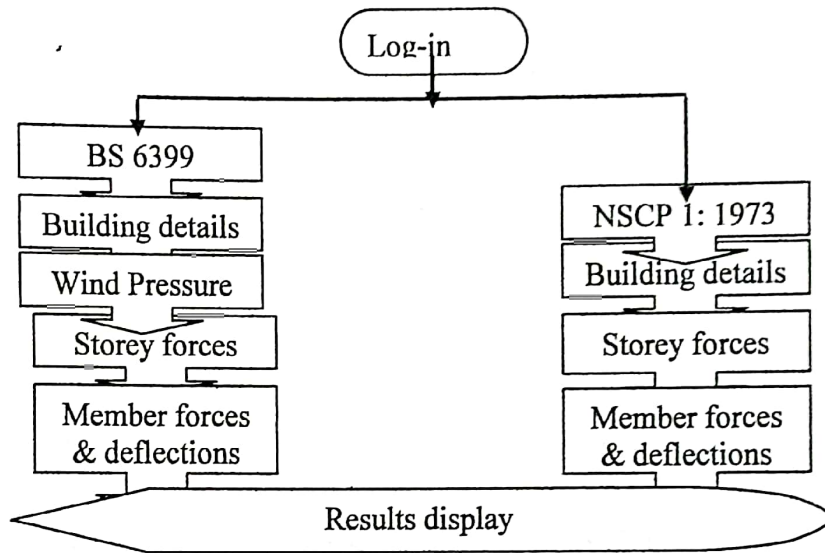 Log-in
BS 6399
Building details
Wind Pressure
Storey forces
Member forces
& deflections
NSCP 1: 1973
Building details
Storey forces
Member forces
& deflections
Results display